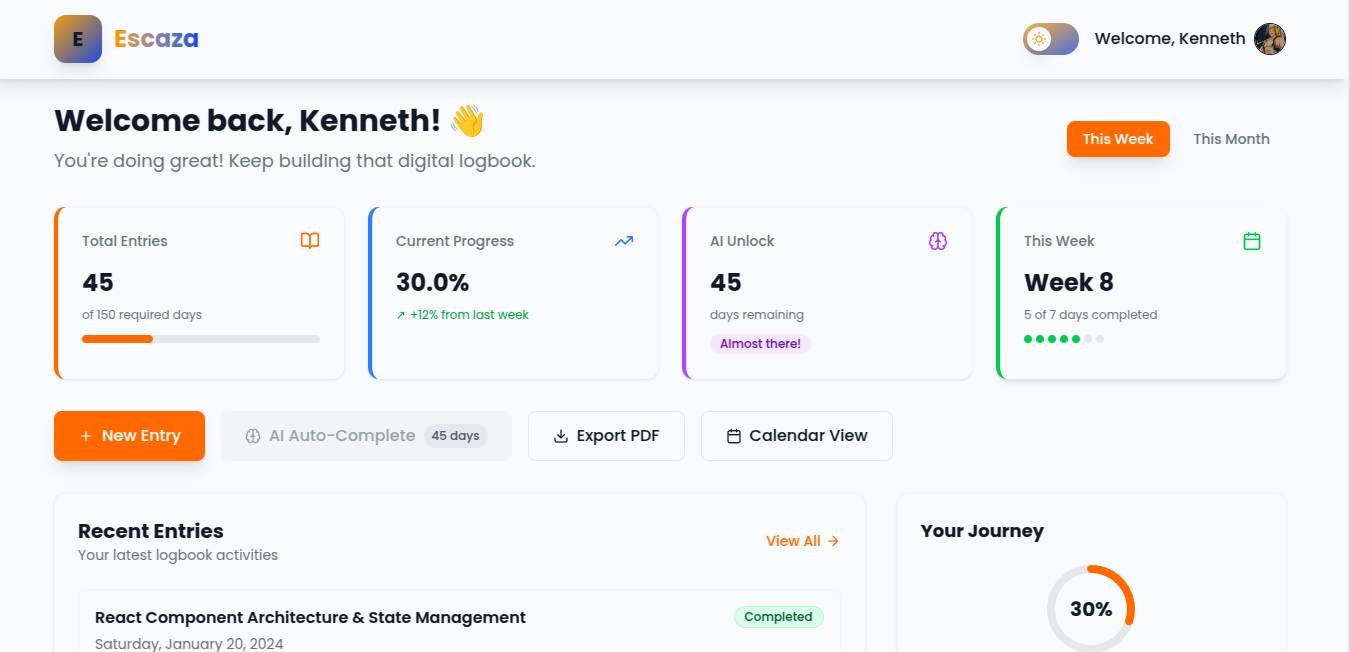 E
Escaza
Welcome, Kenneth
Welcome back, Kenneth! 👋
You're doing great! Keep building that digital logbook.
This Week
This Month
Total Entries
45
of 150 required days
Current Progress
30.0%
↗ +12% from last week
AI Unlock
45
days remaining
Almost there!
This Week
Week 8
5 of 7 days completed
+ New Entry
AI Auto-Complete 45 days
Export PDF
Calendar View
Recent Entries
Your latest logbook activities
View All →
React Component Architecture & State Management
Completed
Saturday, January 20, 2024
Your Journey
30%